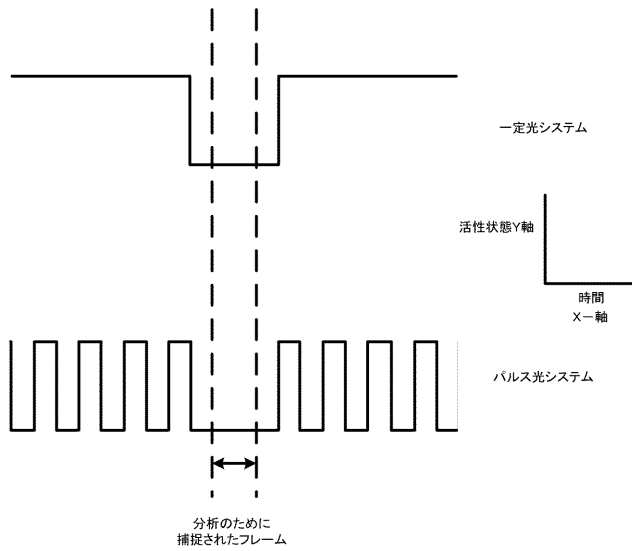 一定光システム
活性状態Y軸
時間
X－軸
パルス光システム
分析のために
捕捉されたフレーム